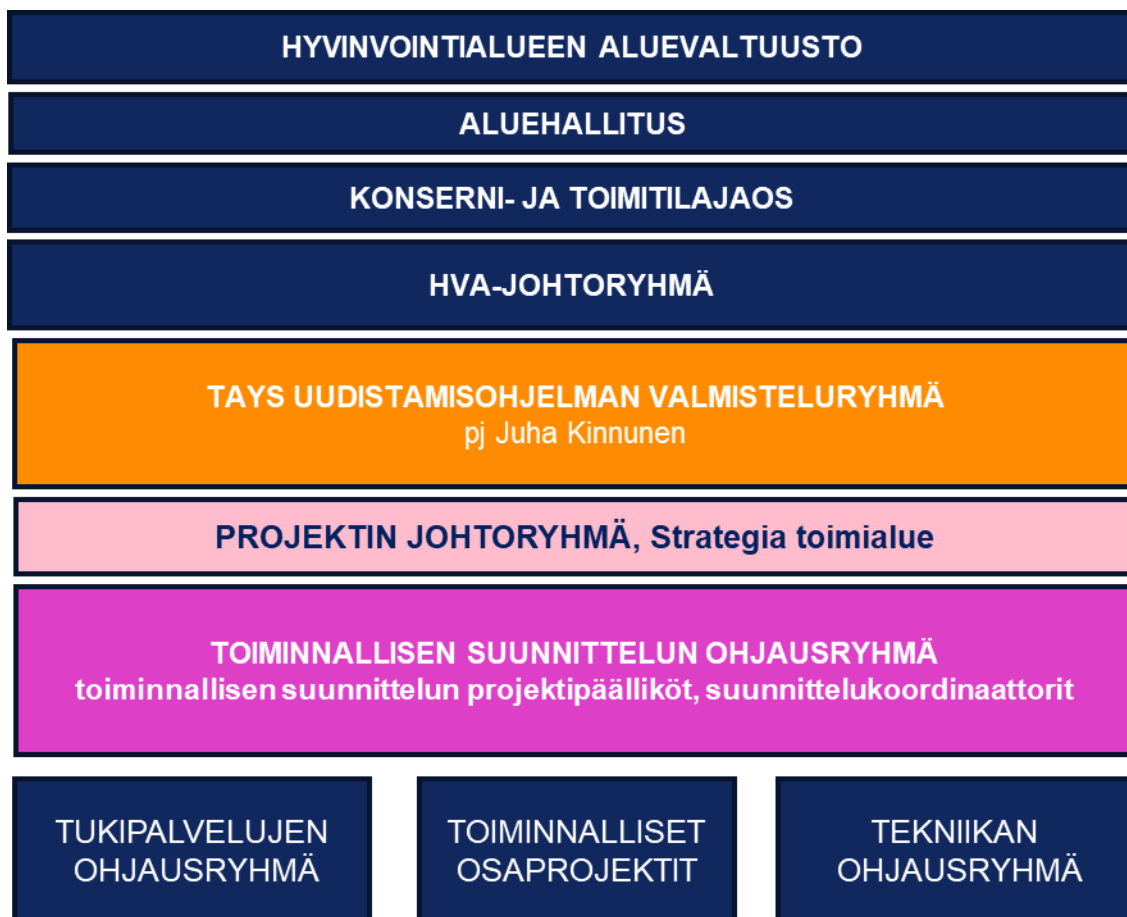 HYVINVOINTIALUEEN ALUEVALTUUSTO
ALUEHALLITUS
KONSERNI- JA TOIMITILAJAOS
HVA-JOHTORYHMÄ
TAYS UUDISTAMISOHJELMAN VALMISTELURYHMÄ
pj Juha Kinnunen
PROJEKTIN JOHTORYHMÄ, Strategia toimialue
TOIMINNALLISEN SUUNNITTELUN OHJAUSRYHMÄ
toiminnallisen suunnittelun projektipäälliköt, suunnittelukoordinaattorit
TUKIPALVELUJEN
OHJAUSRYHMÄ
TOIMINNALLISET
OSAPROJEKTIT
TEKNIIKAN
OHJAUSRYHMÄ